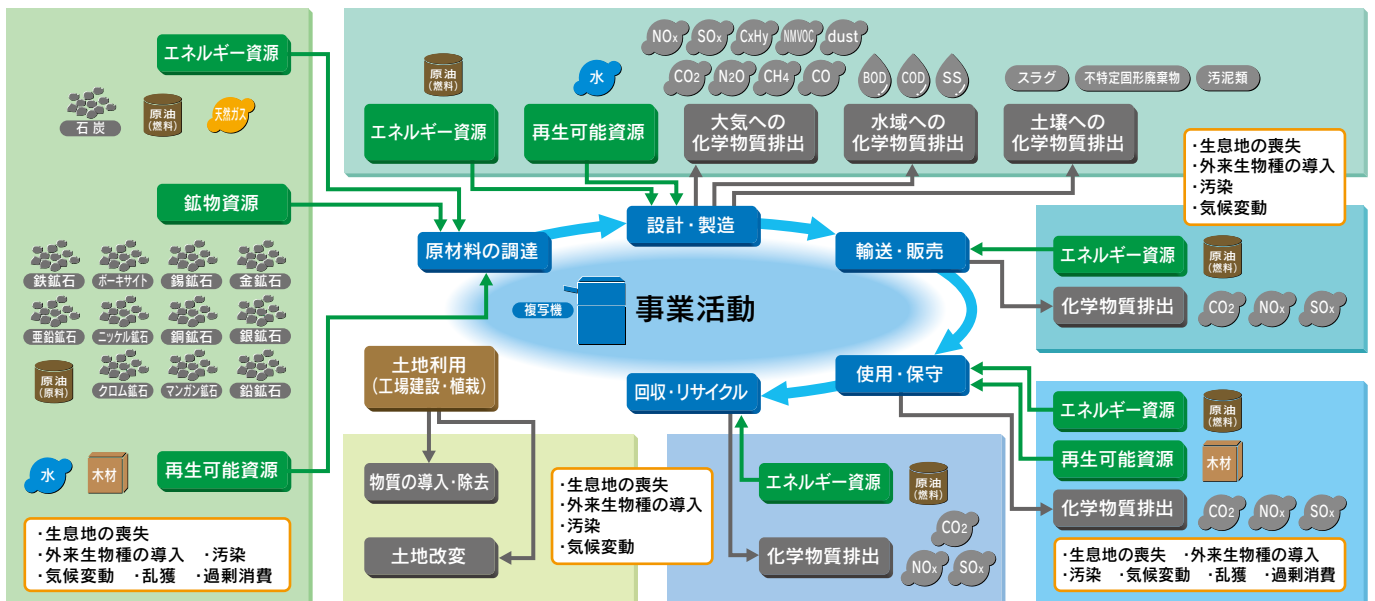 エネルギー資源
石炭
原油
(燃料)
天然ガス
鉱物資源
鉄鉱石
ボーキサイト
錫鉱石
金鉱石
亜鉛鉱石
ニッケル鉱石
銅鉱石
銀鉱石
原油
(原料)
クロム鉱石
マンガン鉱石
鉛鉱石
水
木材
再生可能資源
・生息地の喪失
・外来生物種の導入 ・汚染
・気候変動 ・乱獲 ・過剰消費
原油
(燃料)
エネルギー資源
水
再生可能資源
NOx
SOx
CxHy
NMVOC
dust
CO2
N2O
CH4
CO
大気への
化学物質排出
BOD
COD
SS
水域への
化学物質排出
スラグ
不特定固形廃棄物
汚泥類
土壌への
化学物質排出
・生息地の喪失
・外来生物種の導入
・汚染
・気候変動
原材料の調達
設計・製造
輸送・販売
複写機
事業活動
使用・保守
回収・リサイクル
エネルギー資源
原油
(燃料)
化学物質排出
CO2
NOx
SOx
土地利用
(工場建設・植栽)
物質の導入・除去
土地改変
・生息地の喪失
・外来生物種の導入
・汚染
・気候変動
エネルギー資源
原油
(燃料)
化学物質排出
CO2
NOx
SOx
エネルギー資源
原油
(燃料)
再生可能資源
木材
化学物質排出
CO2
NOx
SOx
・生息地の喪失 ・外来生物種の導入
・汚染 ・気候変動 ・乱獲 ・過剰消費